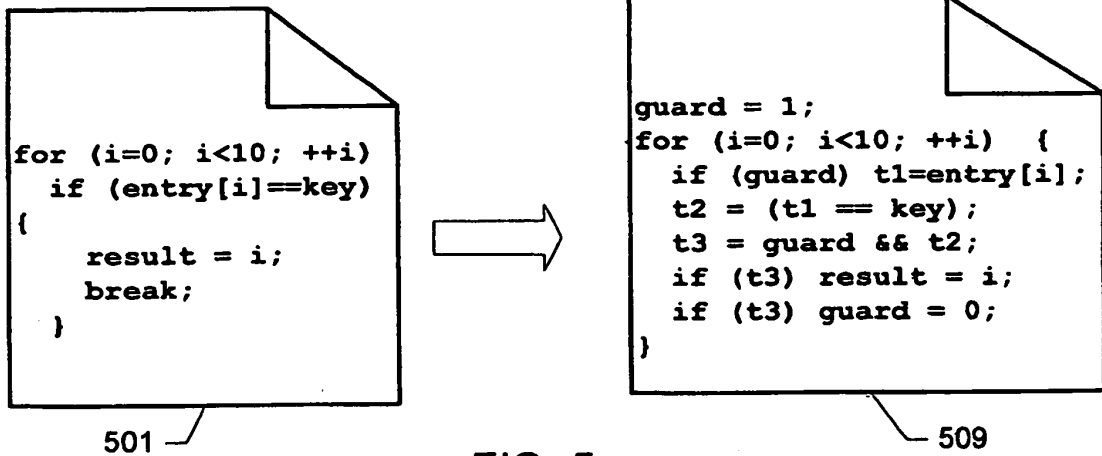 for (i=0; i<10; ++i)
if (entry[i]==key)
{
result = i;
break;
}
501
guard = 1;
for (i=0; i<10; ++i) {
if (guard) t1=entry[i];
t2 = (t1 == key);
t3 = guard && t2;
if (t3) result = i;
if (t3) guard = 0;
}
509